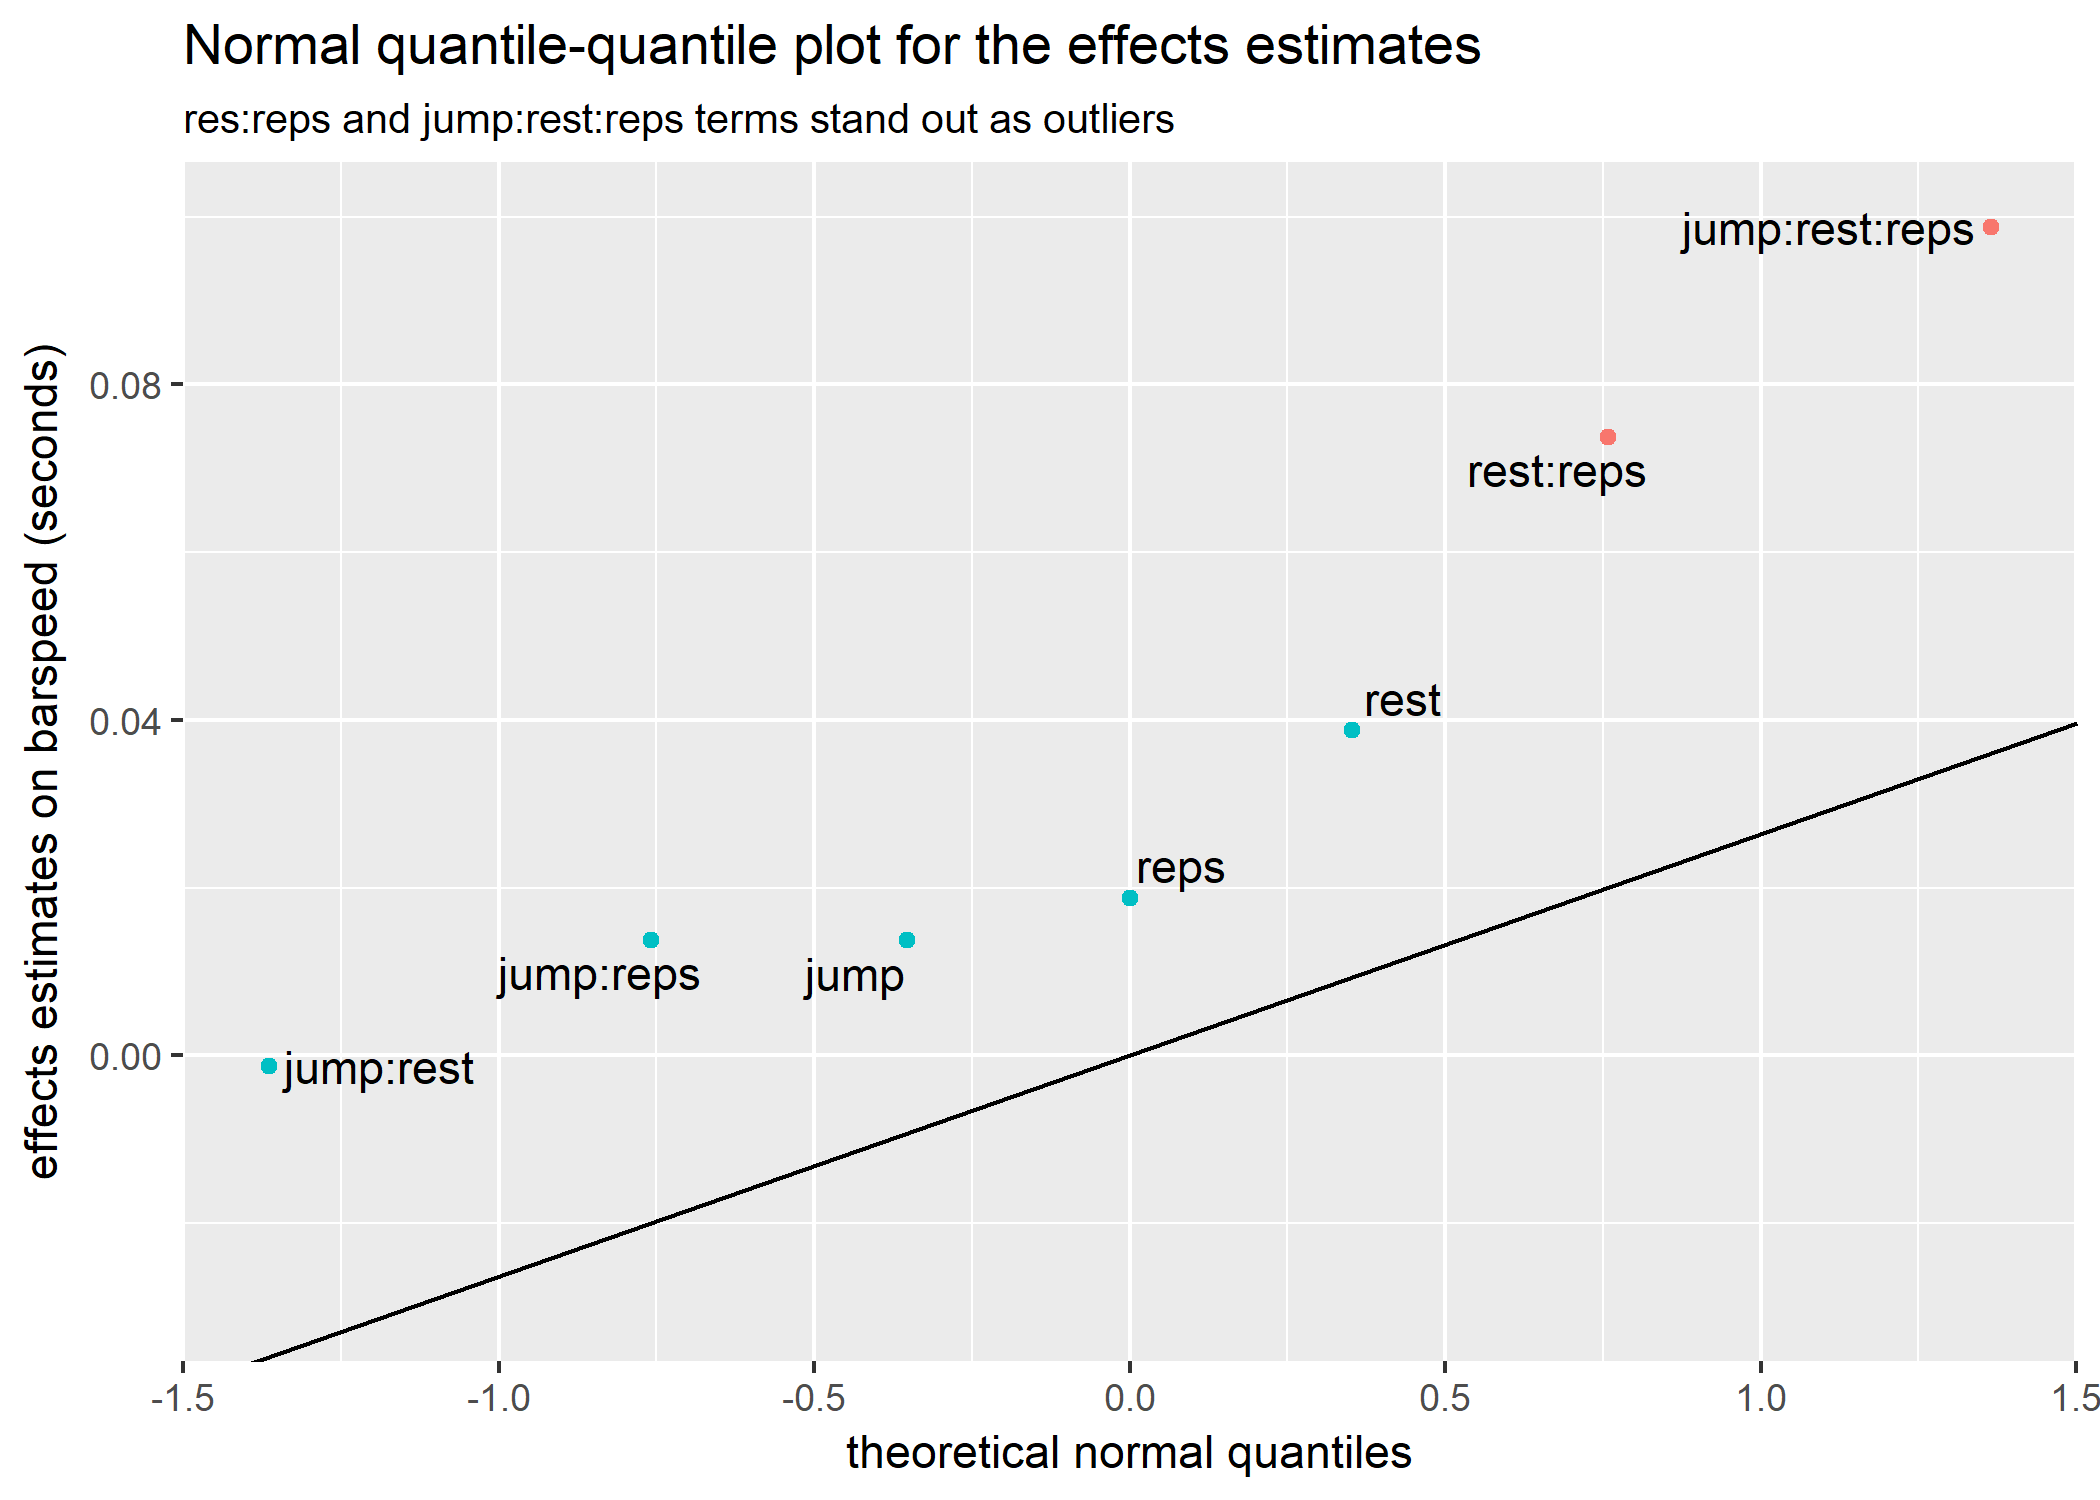 Normal quantile-quantile plot for the effects estimates
res:reps and jump:rest:reps terms stand out as outliers
jump:rest:reps
0.08
rest:reps
effects estimates on barspeed (seconds)
rest
0.04
reps
jump:reps
jump
0.00
jump:rest
-1.5
-1.0
-0.5
0.0
0.5
1.0
1.5
theoretical normal quantiles